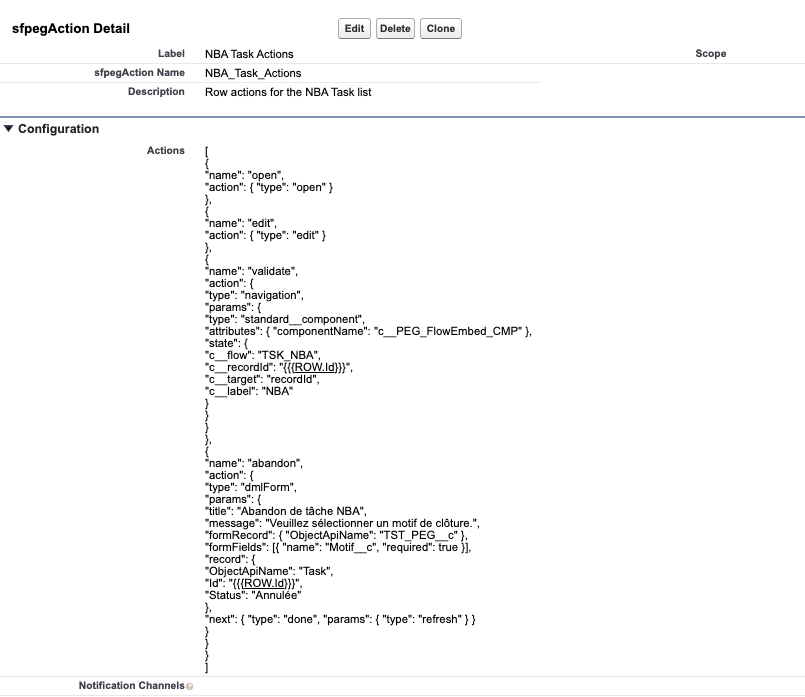 sfpegAction Detail
Edit
Delete
Clone
Label NBA Task Actions
Scope
sfpegAction Name NBA_Task_Actions
Description Row actions for the NBA Task list
Configuration
Actions [
{
"name": "open",
"action": { "type": "open" }
},
{
"name": "edit",
"action": { "type": "edit" }
},
{
"name": "validate",
"action": {
"type": "navigation",
"params": {
"type": "standard__component",
"attributes": { "componentName": "c__PEG_FlowEmbed_CMP" },
"state": {
"c__flow": "TSK_NBA",
"c__recordId": "{{{ROW.Id}}}",
"c__target": "recordId",
"c__label": "NBA"
}
}
}
},
{
"name": "abandon",
"action": {
"type": "dmlForm",
"params": {
"title": "Abandon de tâche NBA",
"message": "Veuillez sélectionner un motif de clôture.",
"formRecord": { "ObjectApiName": "TST_PEG__c" },
"formFields": [{ "name": "Motif__c", "required": true }],
"record": {
"ObjectApiName": "Task",
"Id": "{{{ROW.Id}}}",
"Status": "Annulée"
},
"next": { "type": "done", "params": { "type": "refresh" } }
}
}
}
]
Notification Channels